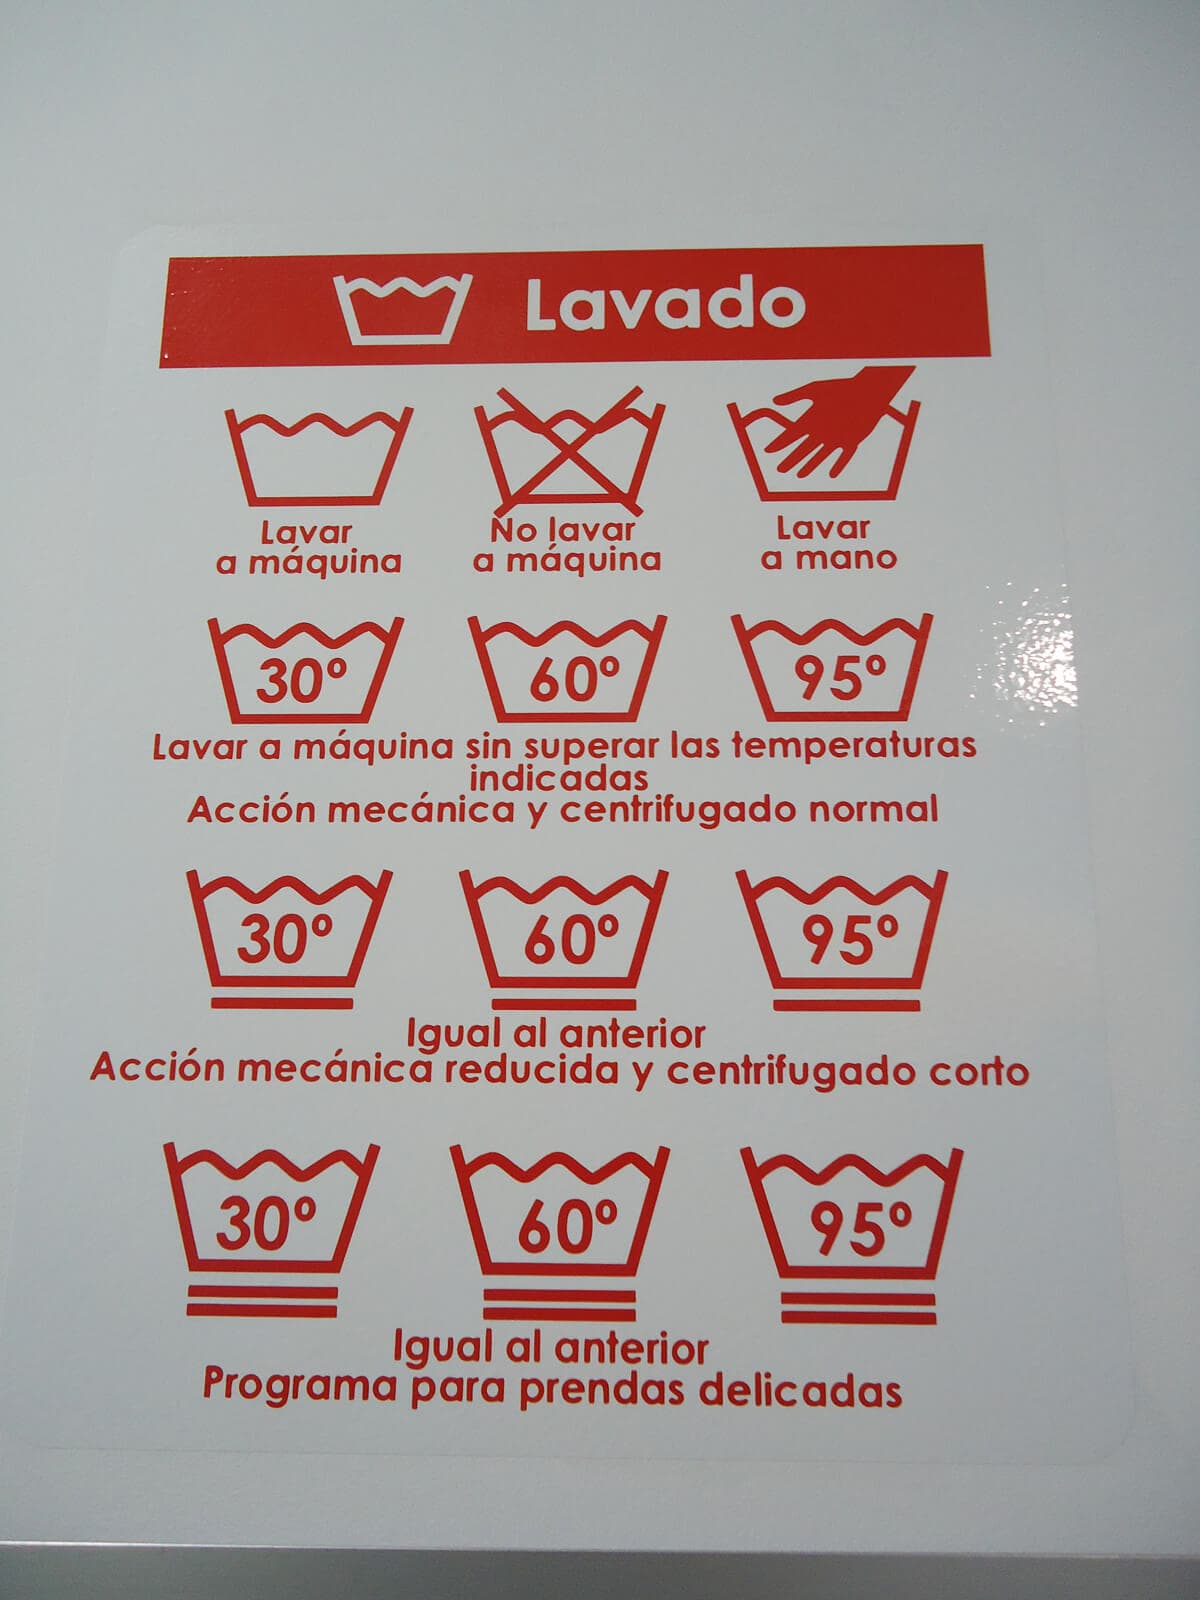 Lavado
Lavar
a máquina
No lavar
a máquina
Lavar
a mano
30º 60º 95º
Lavar a máquina sin superar las temperaturas
indicadas
Acción mecánica y centrifugado normal
30º 60º 95º
Igual al anterior
Acción mecánica reducida y centrifugado corto
30º 60º 95º
Igual al anterior
Programa para prendas delicadas